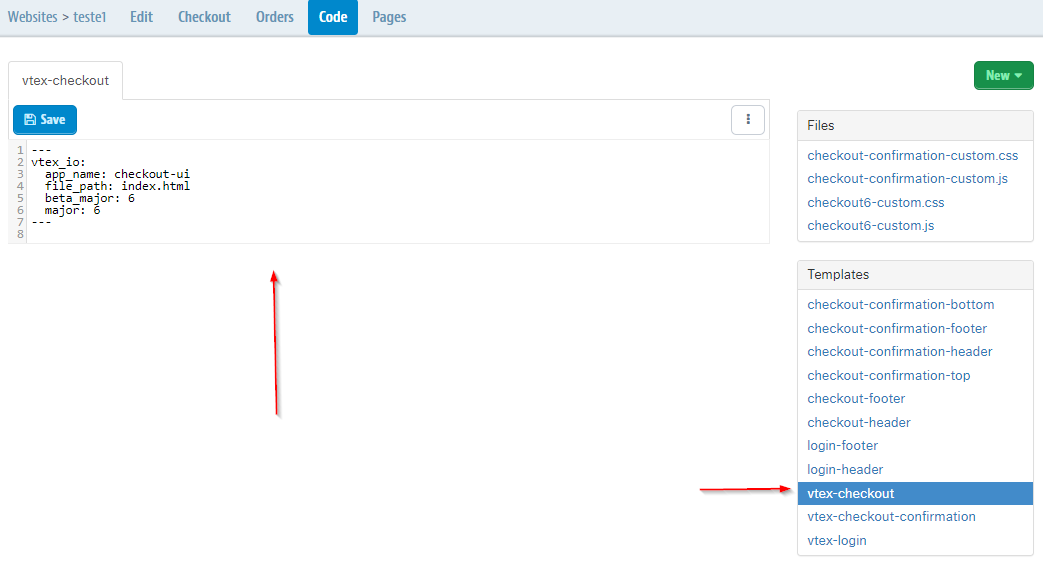 Websites > teste1 Edit Checkout Orders Code Pages
vtex-checkout
New
Save
1 ---
2 vtex_io:
3   app_name: checkout-ui
4   file_path: index.html
5   beta_major: 6
6   major: 6
7 ---
8
Files
checkout-confirmation-custom.css
checkout-confirmation-custom.js
checkout6-custom.css
checkout6-custom.js
Templates
checkout-confirmation-bottom
checkout-confirmation-footer
checkout-confirmation-header
checkout-confirmation-top
checkout-footer
checkout-header
login-footer
login-header
vtex-checkout
vtex-checkout-confirmation
vtex-login